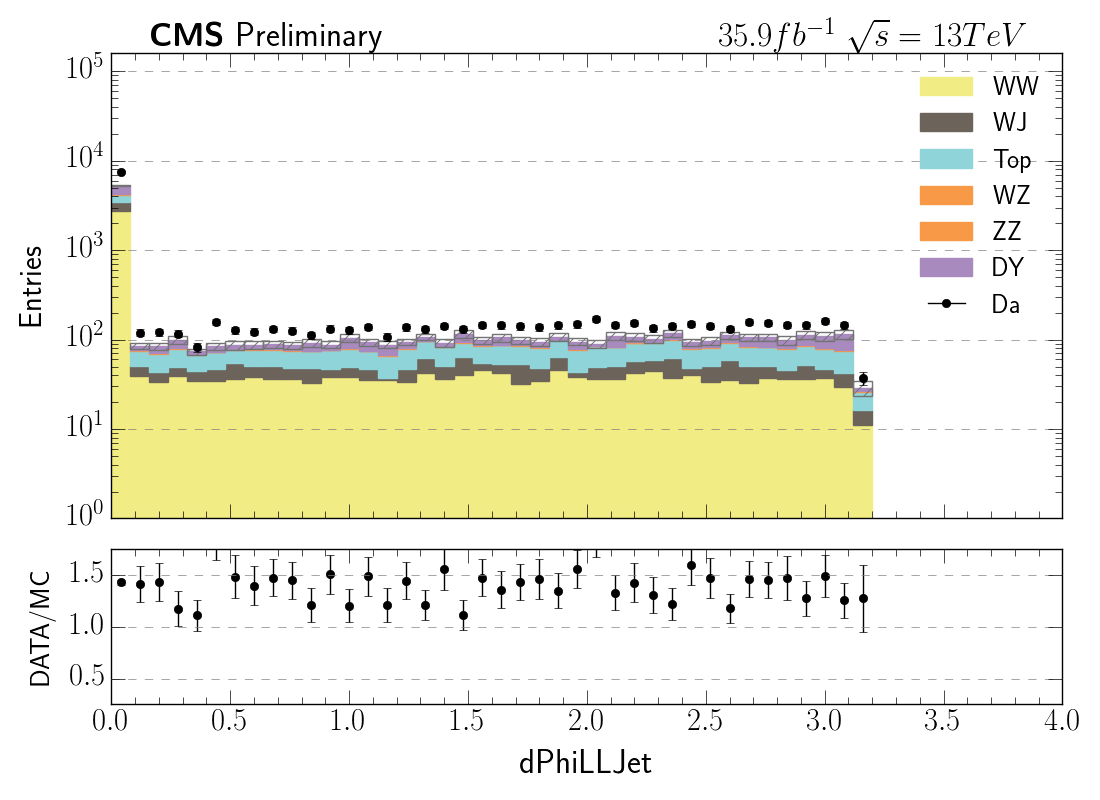 CMS Preliminary 35.9fb⁻¹ √s = 13TeV
10⁵
10⁴
10³
10²
10¹
10⁰
Entries
WW
WJ
Top
WZ
ZZ
DY
Da
1.5
1.0
0.5
DATA/MC
0.0 0.5 1.0 1.5 2.0 2.5 3.0 3.5 4.0
dPhiLLJet